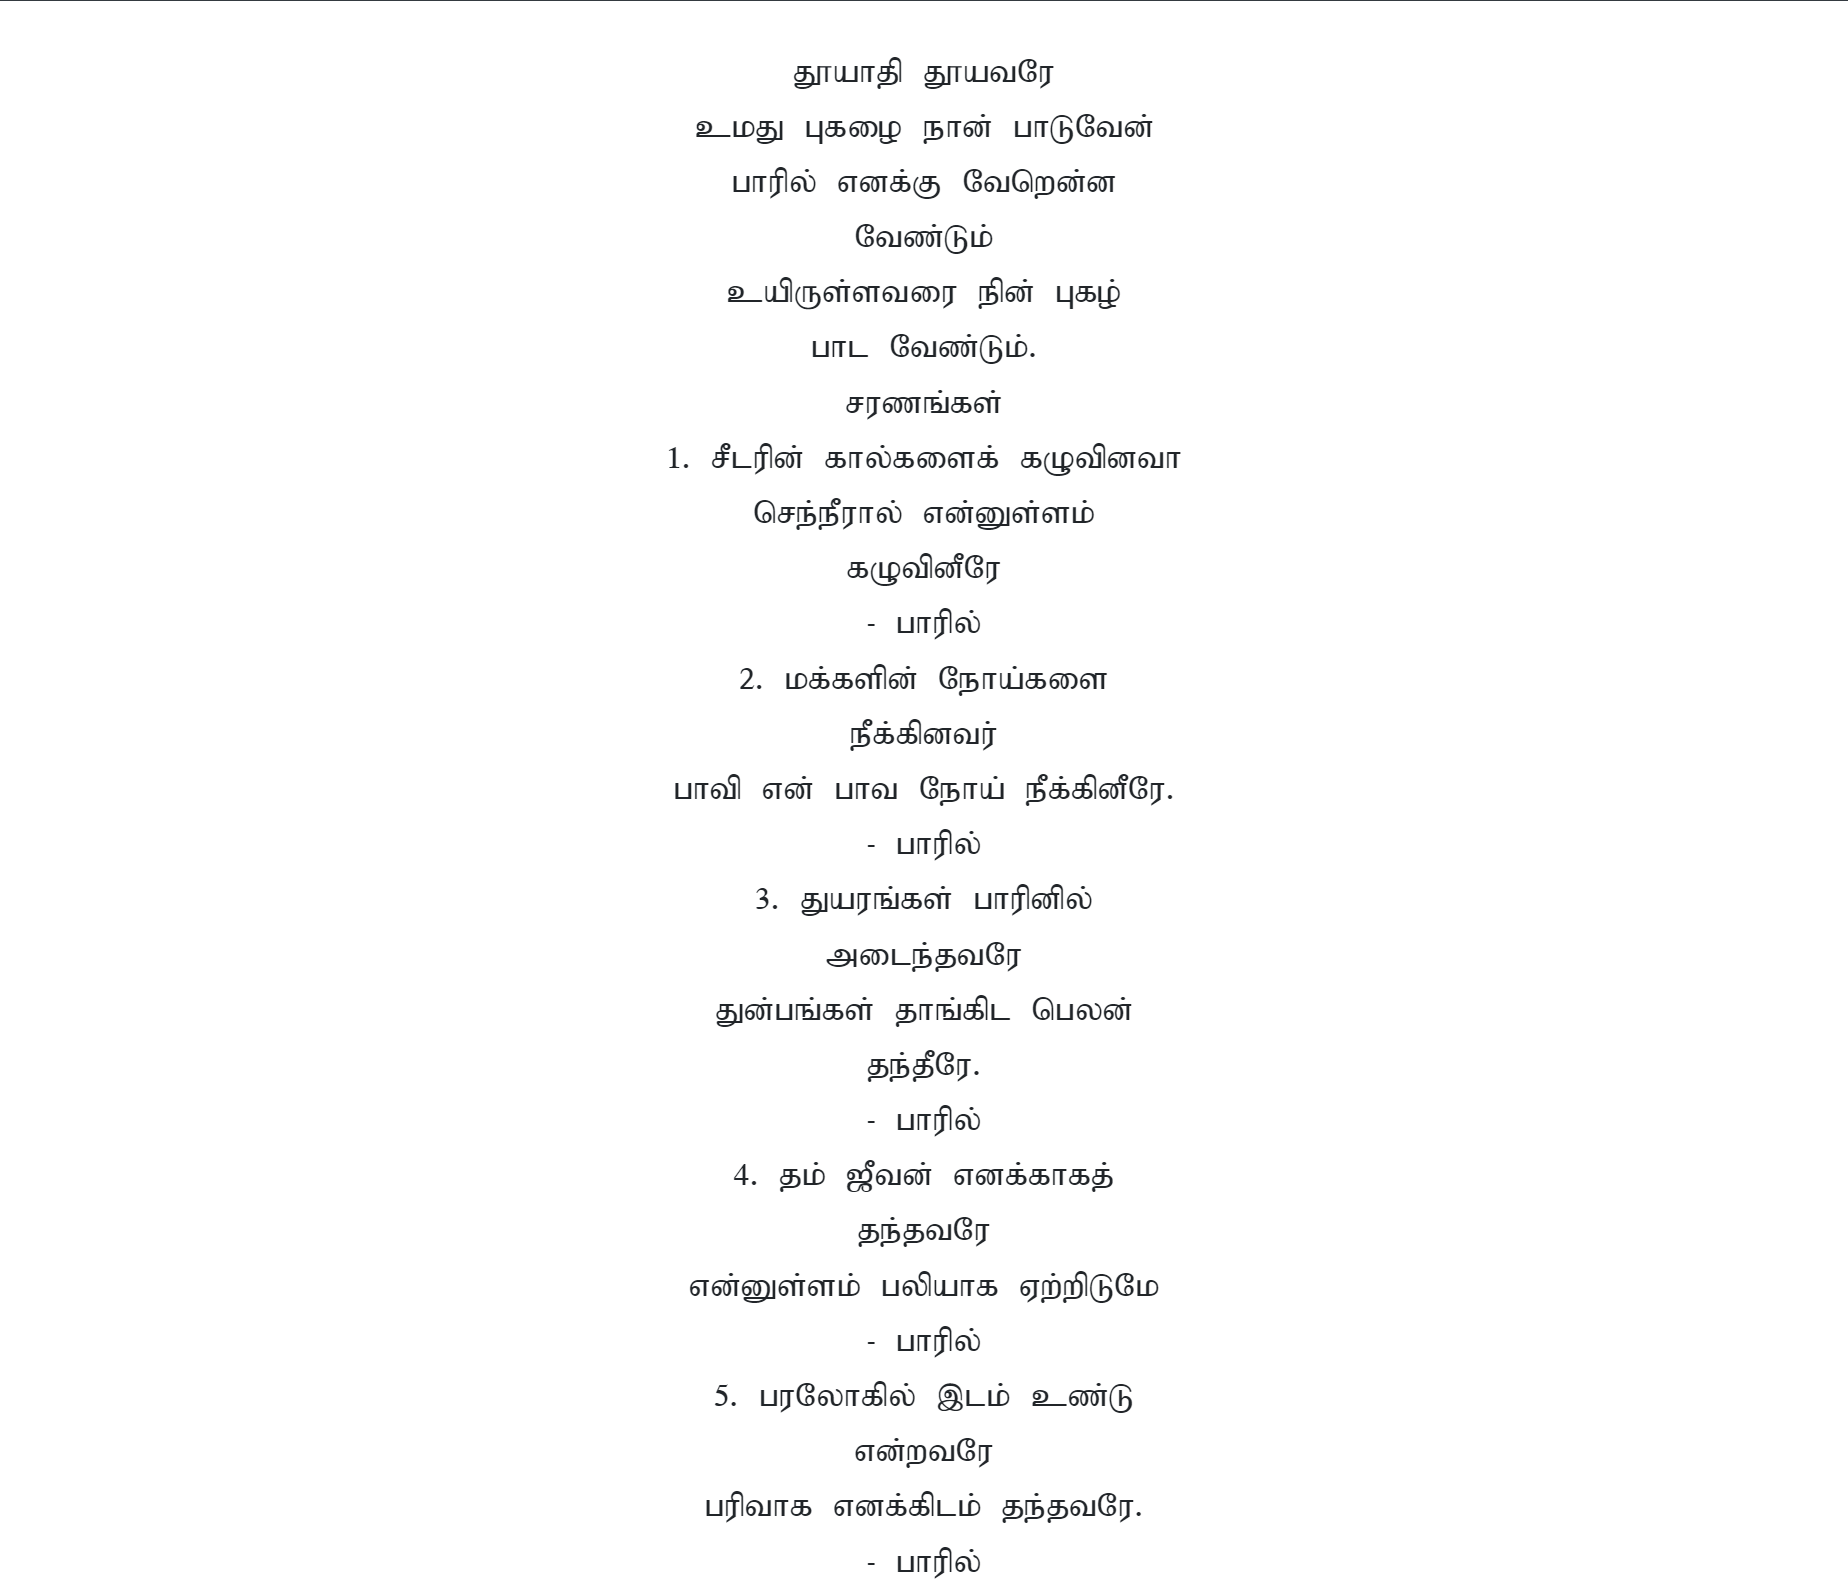 தூயாதி தூயவரே
உமது புகழை நான் பாடுவேன்
பாரில் எனக்கு வேறென்ன
வேண்டும்
உயிருள்ளவரை நின் புகழ்
பாட வேண்டும்.
சரணங்கள்
1. சீடரின் கால்களைக் கழுவினவா
செந்நீரால் என்னுள்ளம்
கழுவினீரே
- பாரில்
2. மக்களின் நோய்களை
நீக்கினவர்
பாவி என் பாவ நோய் நீக்கினீரே.
- பாரில்
3. துயரங்கள் பாரினில்
அடைந்தவரே
துன்பங்கள் தாங்கிட பெலன்
தந்தீரே.
- பாரில்
4. தம் ஜீவன் எனக்காகத்
தந்தவரே
என்னுள்ளம் பலியாக ஏற்றிடுமே
- பாரில்
5. பரலோகில் இடம் உண்டு
என்றவரே
பரிவாக எனக்கிடம் தந்தவரே.
- பாரில்